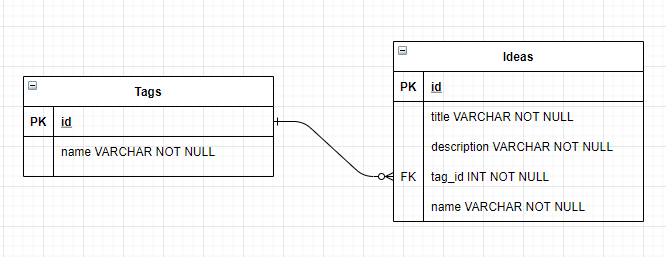 Tags
PK id
name VARCHAR NOT NULL
Ideas
PK id
title VARCHAR NOT NULL
description VARCHAR NOT NULL
FK tag_id INT NOT NULL
name VARCHAR NOT NULL